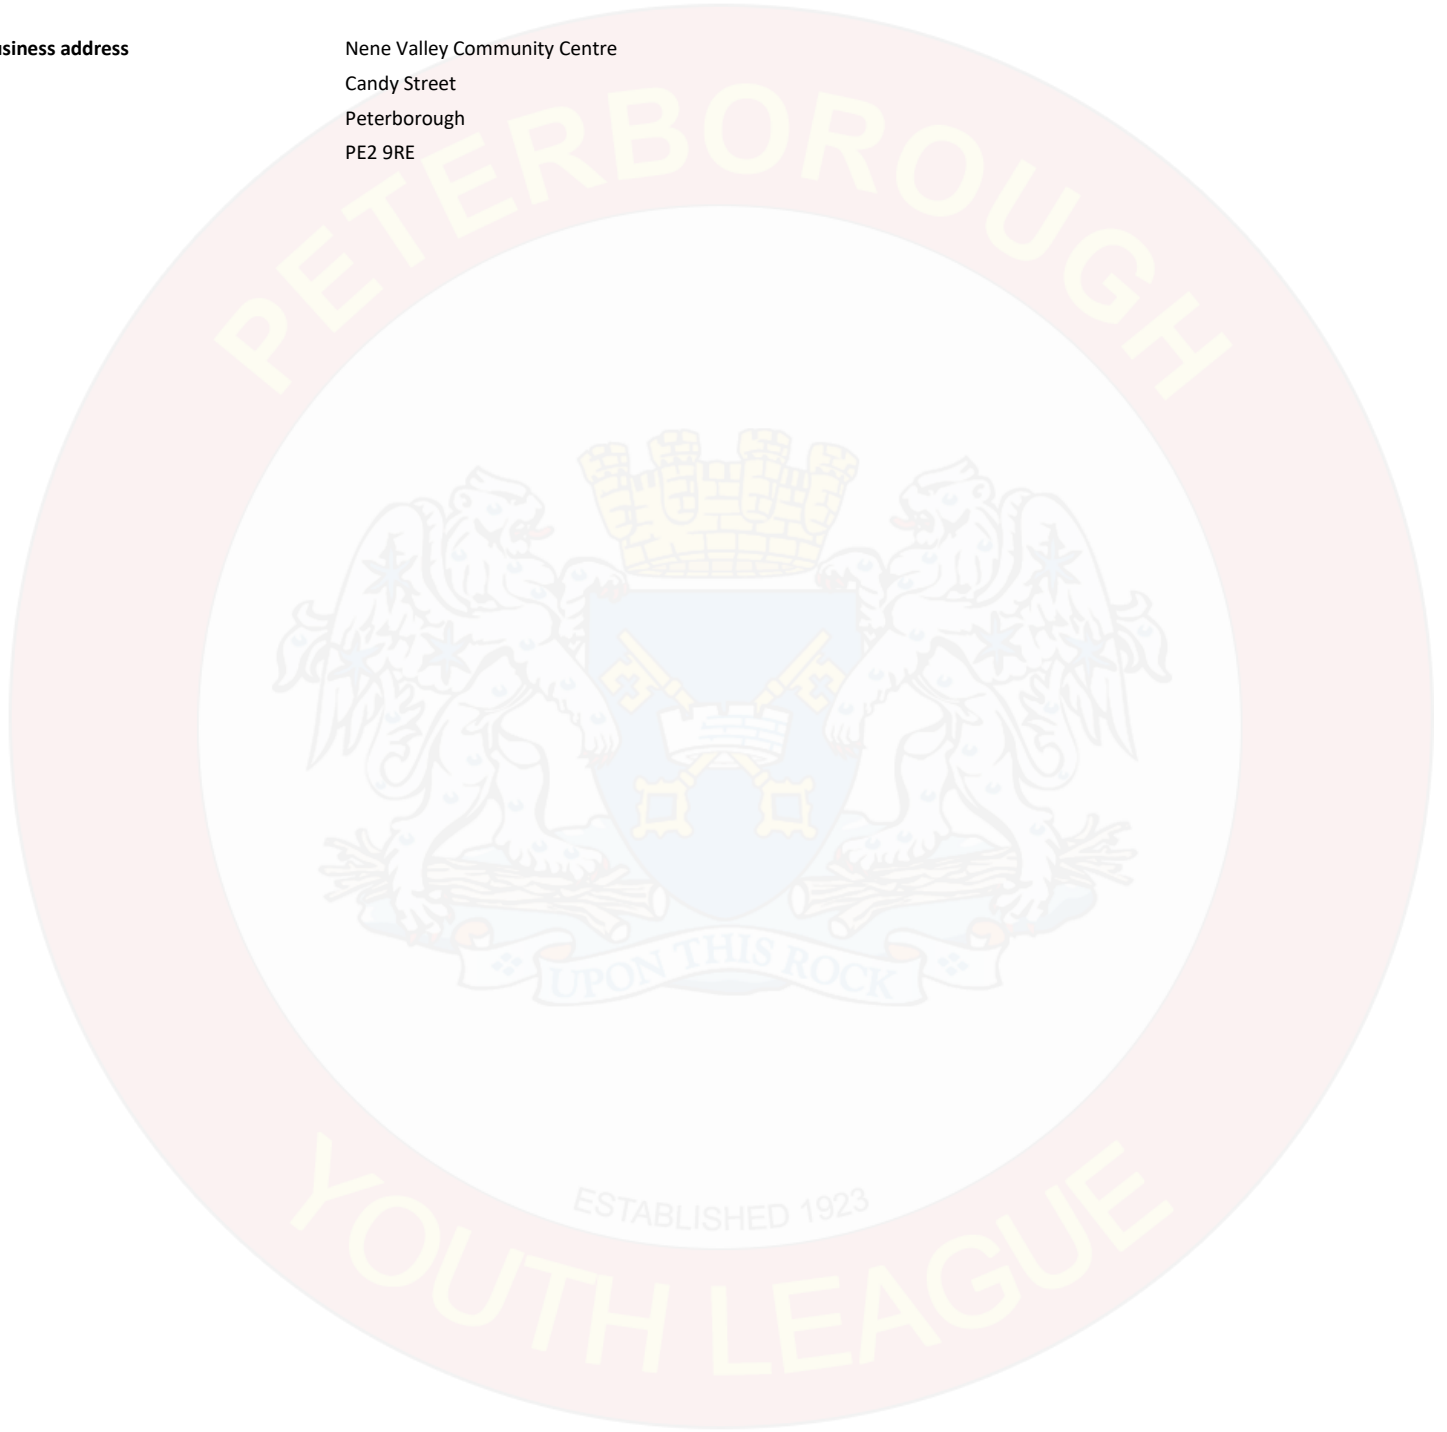 usiness address Nene Valley Community Centre
Candy Street
Peterborough
PE2 9RE
PETERBOROUGH
UPON THIS ROCK
ESTABLISHED 1923
YOUTH LEAGUE